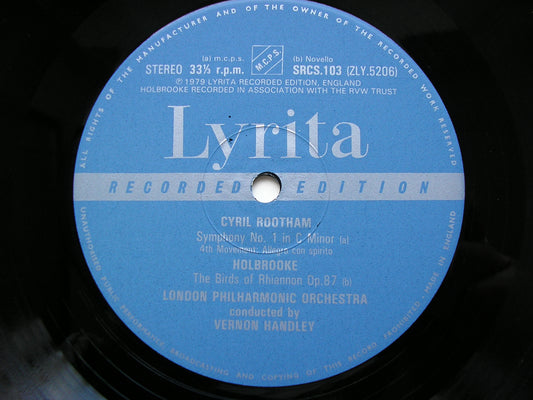 ALL RIGHTS OF THE MANUFACTURER AND OF THE OWNER OF THE RECORDED WORK RESERVED
(a) m.c.p.s. (b) Novello
M.C.P.S.
STEREO 33⅓ r.p.m. SRCS.103 (ZLY.5206)
Ⓟ 1979 LYRITA RECORDED EDITION, ENGLAND
HOLBROOKE RECORDED IN ASSOCIATION WITH THE RVW TRUST
Lyrita
RECORDED EDITION
CYRIL ROOTHAM
Symphony No. 1 in C Minor (a)
4th Movement: Allegro con spirito
HOLBROOKE
The Birds of Rhiannon Op.87 (b)
LONDON PHILHARMONIC ORCHESTRA
conducted by
VERNON HANDLEY
UNAUTHORISED PUBLIC PERFORMANCE, BROADCASTING AND COPYING OF THIS RECORD PROHIBITED • MADE IN ENGLAND